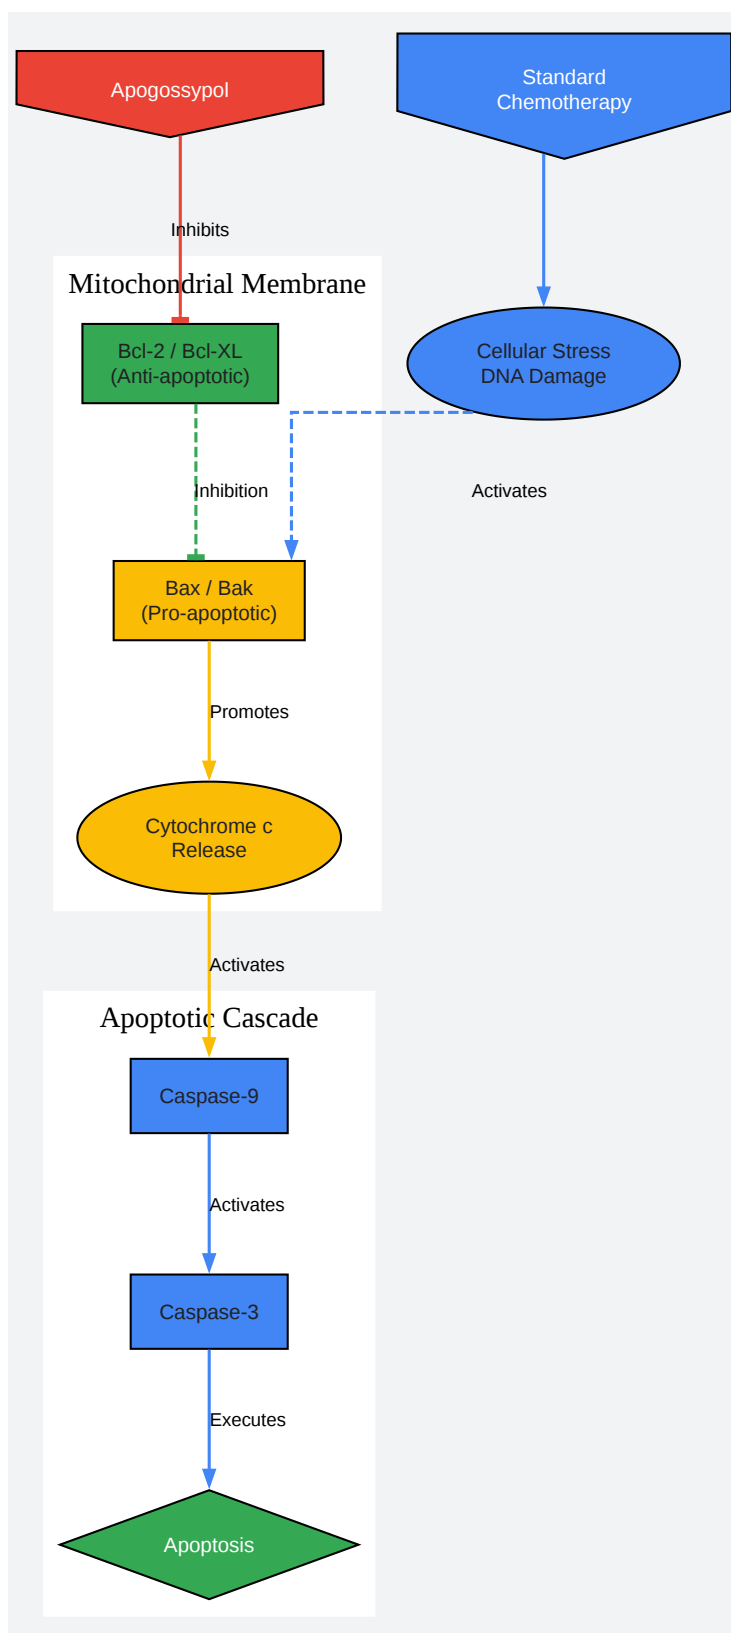 Apogossypol
Standard
Chemotherapy
Inhibits
Mitochondrial Membrane
Bcl-2 / Bcl-XL
(Anti-apoptotic)
Cellular Stress
DNA Damage
Inhibition
Activates
Bax / Bak
(Pro-apoptotic)
Promotes
Cytochrome c
Release
Activates
Apoptotic Cascade
Caspase-9
Activates
Caspase-3
Executes
Apoptosis